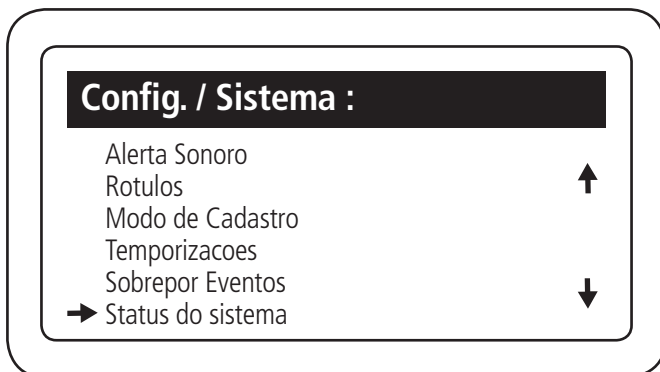 Config. / Sistema :
Alerta Sonoro
Rotulos
Modo de Cadastro
Temporizacoes
Sobrepor Eventos
Status do sistema